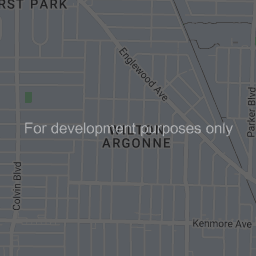 RST PARK
Englewood Ave
Parker Blvd
For development purposes only
ARGONNE
Colvin Blvd
Kenmore Ave